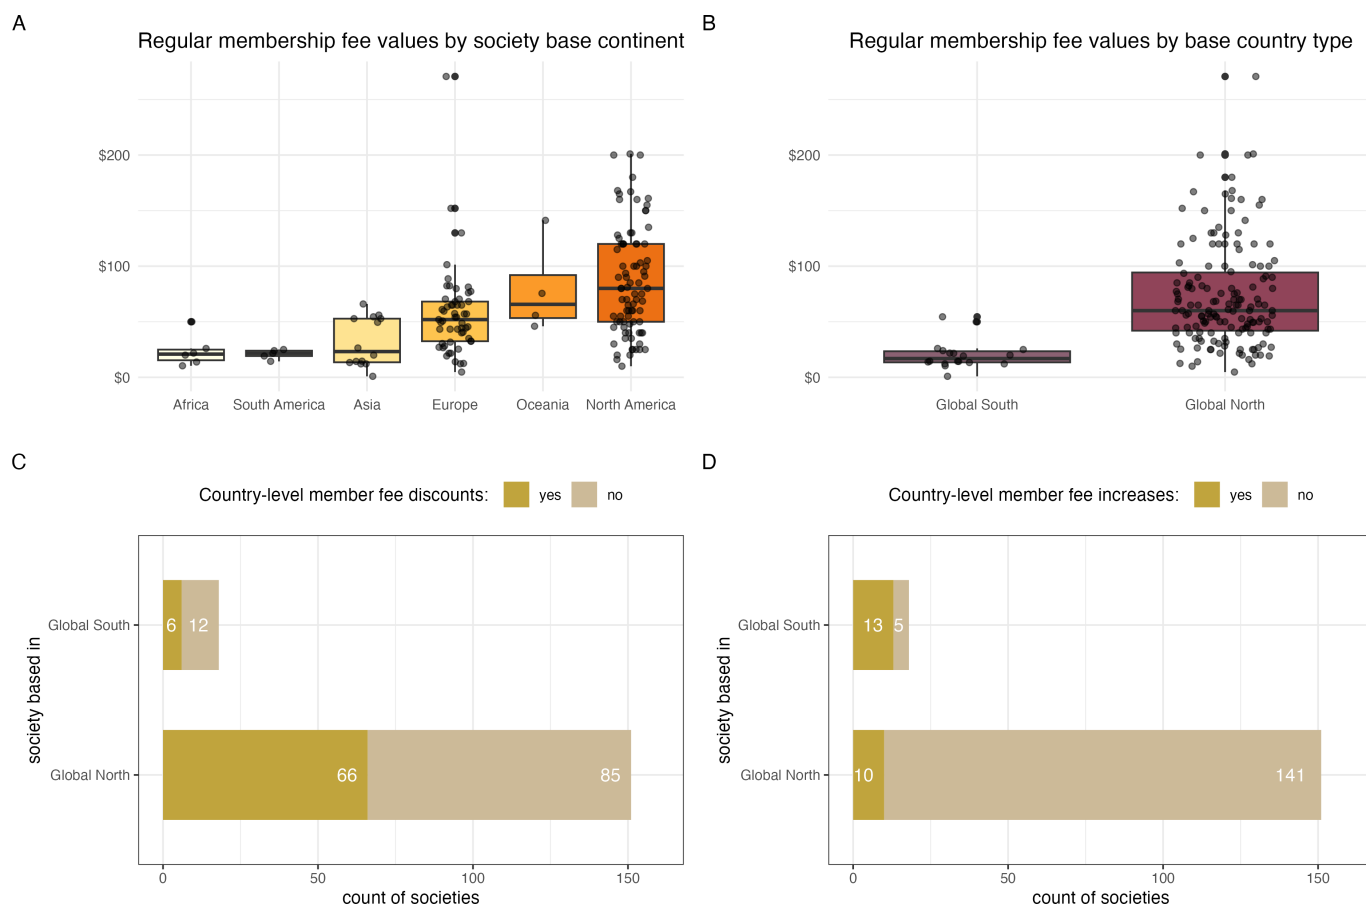 A
Regular membership fee values by society base continent
$200
$100
$0
Africa
South America
Asia
Europe
Oceania
North America
B
Regular membership fee values by base country type
$200
$100
$0
Global South
Global North
C
Country-level member fee discounts: yes no
society based in
Global South
6 12
Global North
66 85
0 50 100 150
count of societies
D
Country-level member fee increases: yes no
society based in
Global South
13 5
Global North
10 141
0 50 100 150
count of societies